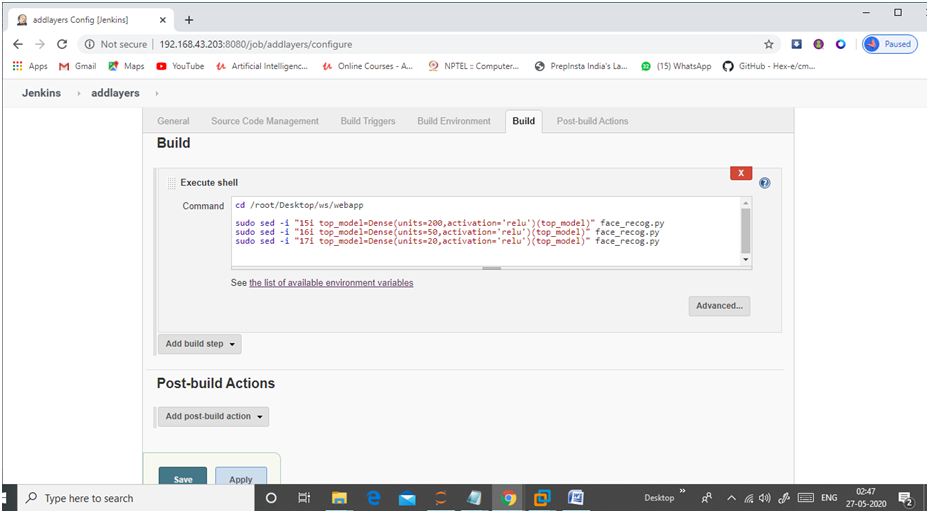 addlayers Config [Jenkins]
Not secure | 192.168.43.203:8080/job/addlayers/configure
Paused
Apps Gmail Maps YouTube Artificial Intelligenc... Online Courses - A... NPTEL :: Computer... PrepInsta India's La... (15) WhatsApp GitHub - Hex-e/cm...
Jenkins addlayers
General Source Code Management Build Triggers Build Environment Build Post-build Actions
Build
X
Execute shell
Command
cd /root/Desktop/ws/webapp
sudo sed -i "15i top_model=Dense(units=200,activation='relu')(top_model)" face_recog.py
sudo sed -i "16i top_model=Dense(units=50,activation='relu')(top_model)" face_recog.py
sudo sed -i "17i top_model=Dense(units=20,activation='relu')(top_model)" face_recog.py
See the list of available environment variables
Advanced...
Add build step
Post-build Actions
Add post-build action
Save Apply
Type here to search
Desktop
ENG
02:47
27-05-2020
2